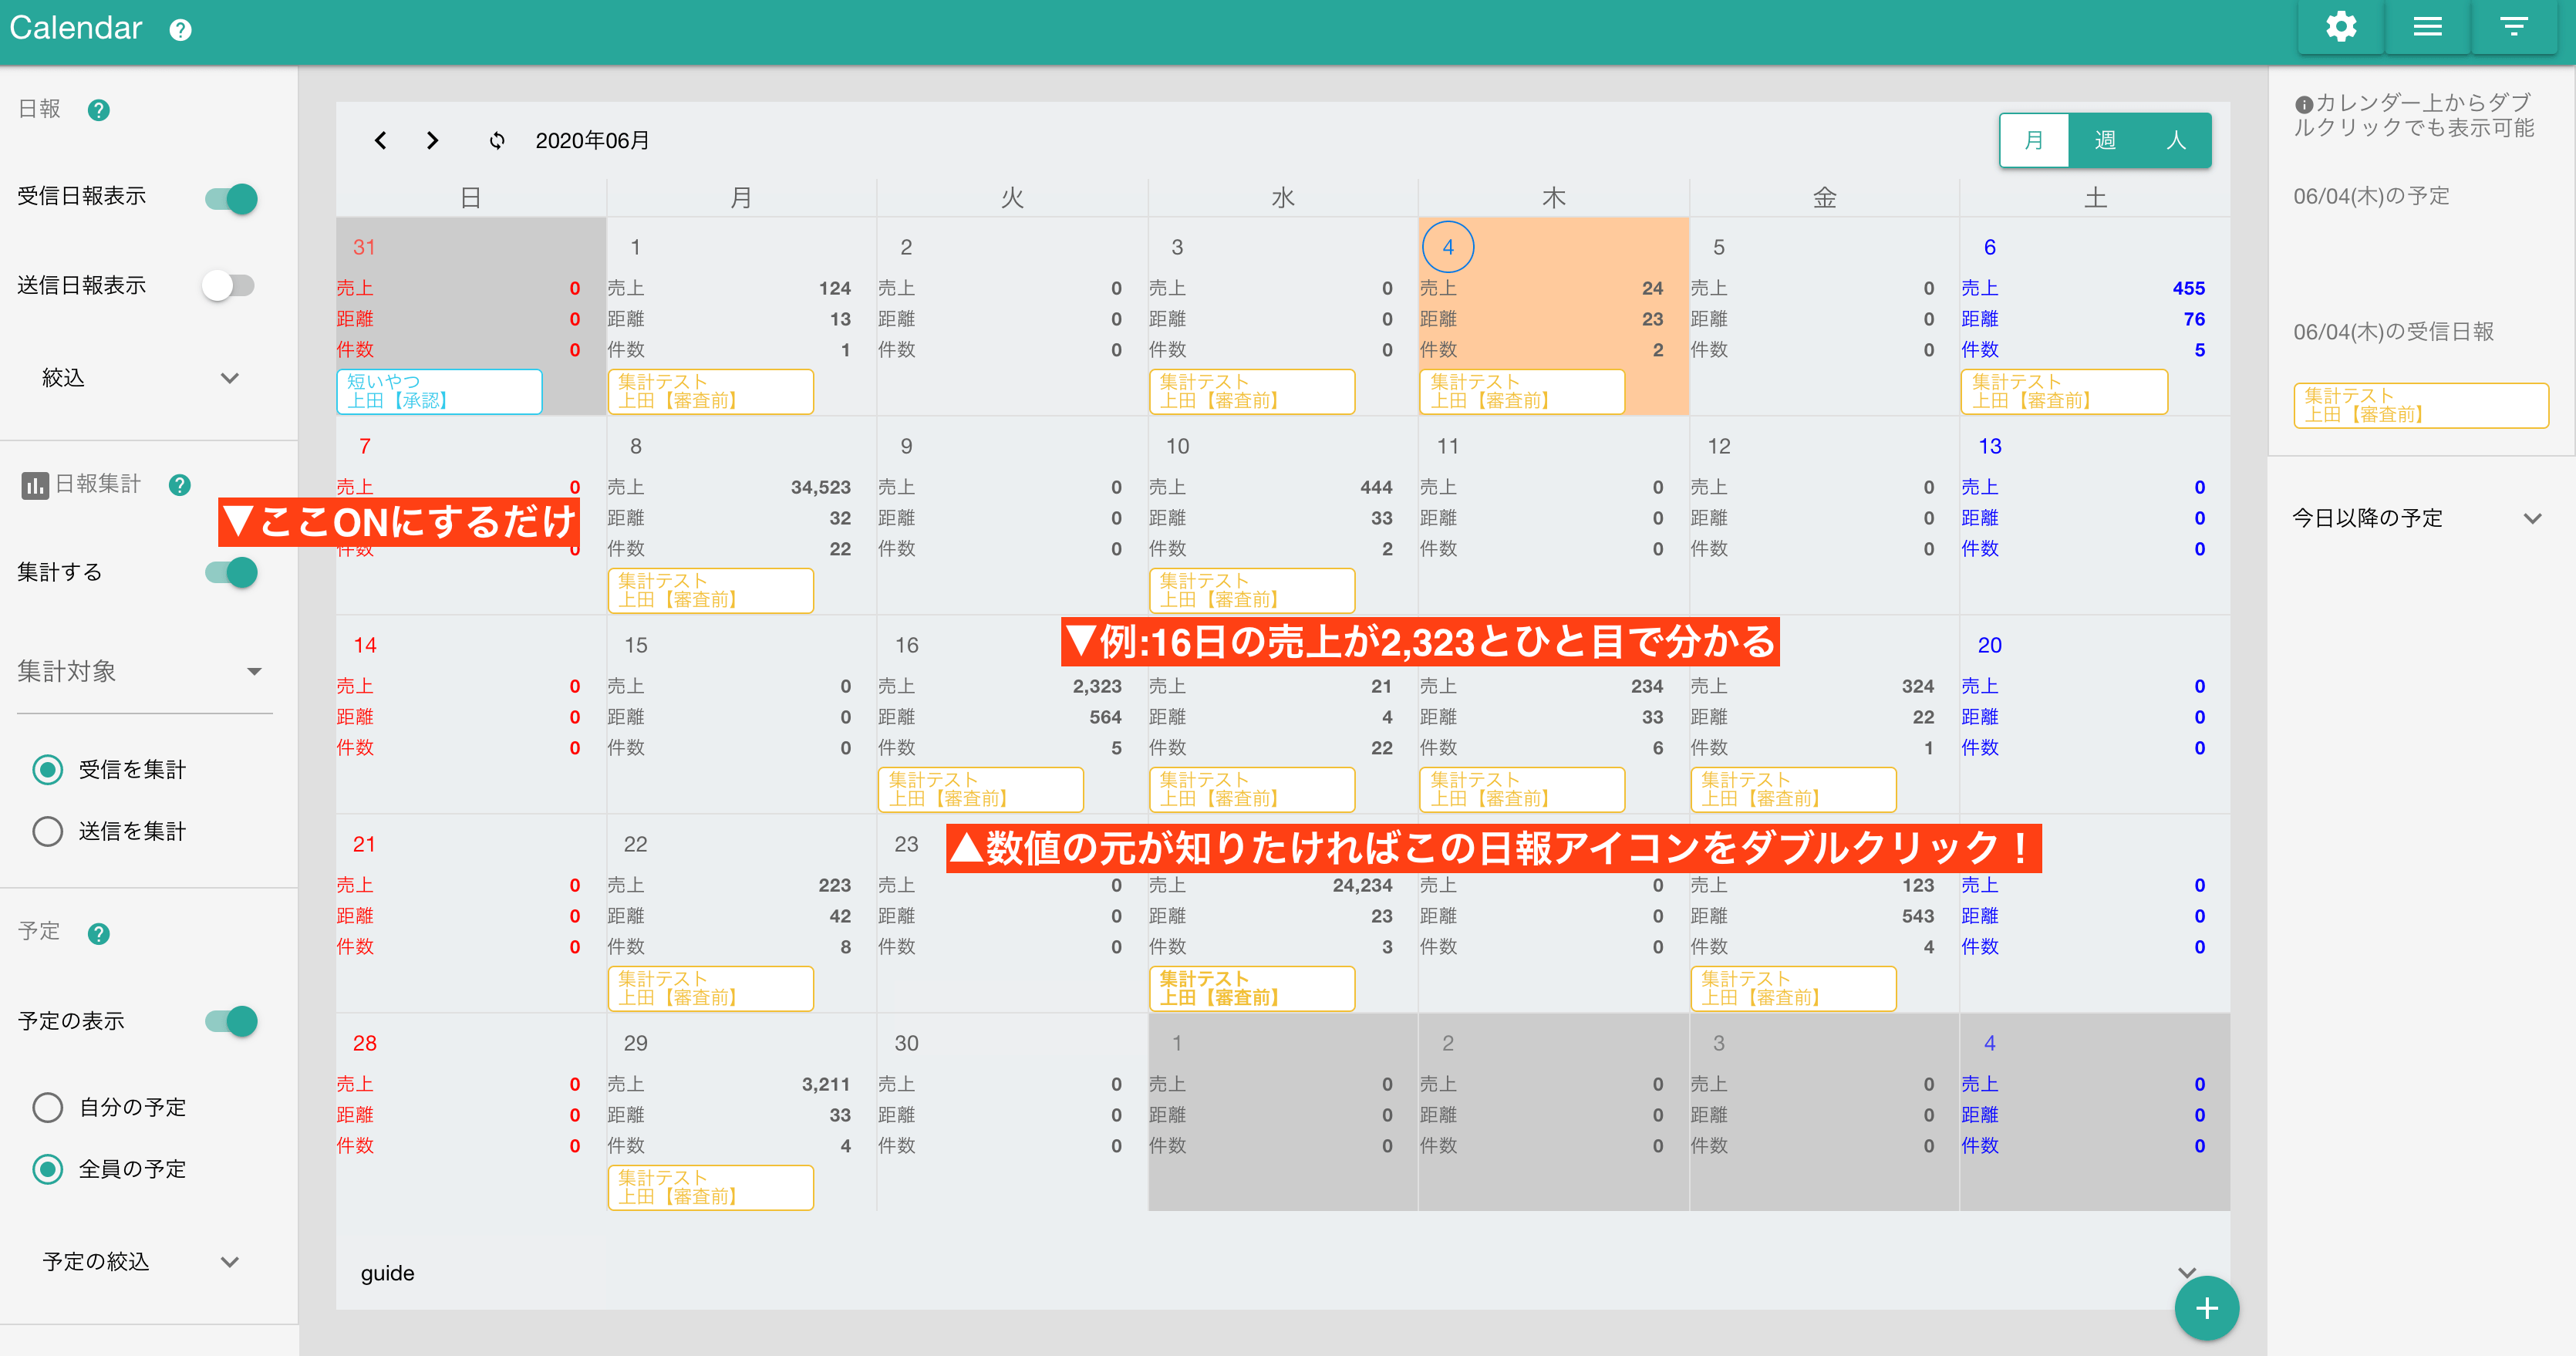 Calendar
日報
受信日報表示
送信日報表示
絞込
日報集計
▼ここONにするだけ
集計する
集計対象
受信を集計
送信を集計
予定
予定の表示
自分の予定
全員の予定
予定の絞込
2020年06月
月 週 人
日 月 火 水 木 金 土
31 1 2 3 4 5 6
売上 0 売上 124 売上 0 売上 0 売上 24 売上 0 売上 455
距離 0 距離 13 距離 0 距離 0 距離 23 距離 0 距離 76
件数 0 件数 1 件数 0 件数 0 件数 2 件数 0 件数 5
短いやつ 集計テスト 集計テスト 集計テスト 集計テスト
上田【承認】 上田【審査前】 上田【審査前】 上田【審査前】 上田【審査前】
7 8 9 10 11 12 13
売上 0 売上 34,523 売上 0 売上 444 売上 0 売上 0 売上 0
距離 32 距離 0 距離 33 距離 0 距離 0 距離 0
件数 0 件数 22 件数 0 件数 2 件数 0 件数 0 件数 0
集計テスト 集計テスト
上田【審査前】 上田【審査前】
▼例:16日の売上が2,323とひと目で分かる
14 15 16 20
売上 0 売上 0 売上 2,323 売上 21 売上 234 売上 324 売上 0
距離 0 距離 0 距離 564 距離 4 距離 33 距離 22 距離 0
件数 0 件数 0 件数 5 件数 22 件数 6 件数 1 件数 0
集計テスト 集計テスト 集計テスト 集計テスト
上田【審査前】 上田【審査前】 上田【審査前】 上田【審査前】
▲数値の元が知りたければこの日報アイコンをダブルクリック！
21 22 23
売上 0 売上 223 売上 0 売上 24,234 売上 0 売上 123 売上 0
距離 0 距離 42 距離 0 距離 23 距離 0 距離 543 距離 0
件数 0 件数 8 件数 0 件数 3 件数 0 件数 4 件数 0
集計テスト 集計テスト 集計テスト
上田【審査前】 上田【審査前】 上田【審査前】
28 29 30 1 2 3 4
売上 0 売上 3,211 売上 0 売上 0 売上 0 売上 0 売上 0
距離 0 距離 33 距離 0 距離 0 距離 0 距離 0 距離 0
件数 0 件数 4 件数 0 件数 0 件数 0 件数 0 件数 0
集計テスト
上田【審査前】
guide
カレンダー上からダブ
ルクリックでも表示可能
06/04(木)の予定
06/04(木)の受信日報
集計テスト
上田【審査前】
今日以降の予定